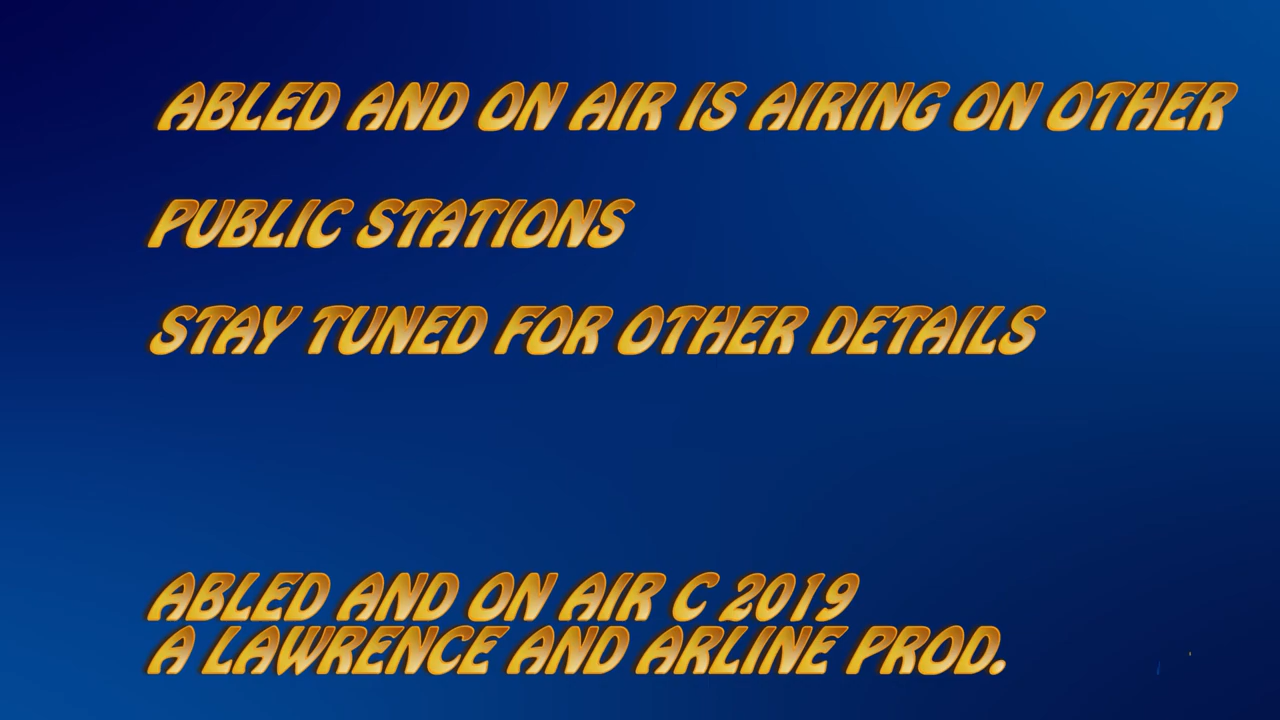 ABLED AND ON AIR IS AIRING ON OTHER
PUBLIC STATIONS
STAY TUNED FOR OTHER DETAILS
ABLED AND ON AIR C 2019
A LAWRENCE AND ARLINE PROD.